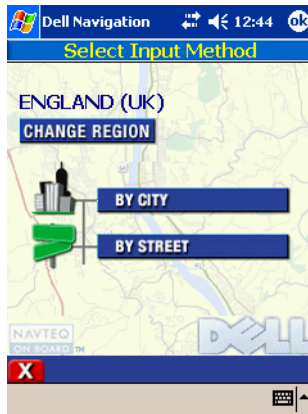 Dell Navigation 12:44 ok
Select Input Method
ENGLAND (UK)
CHANGE REGION
BY CITY
BY STREET
NAVTEQ
ON BOARD TM
DELL
X